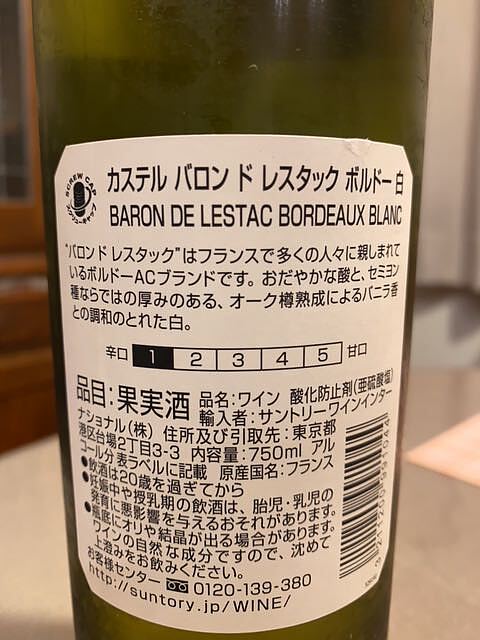 SCREW CAP
スクリューキャップ
カステル バロン ド レスタック ボルドー 白
BARON DE LESTAC BORDEAUX BLANC
“バロン ド レスタック”はフランスで多くの人々に親しまれて
いるボルドーACブランドです。おだやかな酸と、セミヨン
種ならではの厚みのある、オーク樽熟成によるバニラ香
との調和のとれた白。
辛口 1 2 3 4 5 甘口
品目：果実酒 品名：ワイン 酸化防止剤(亜硫酸塩)
輸入者：サントリーワインインター
ナショナル(株) 住所及び引取先：東京都
港区台場2丁目3-3 内容量：750ml アル
コール分 表ラベルに記載 原産国名：フランス
●飲酒は20歳を過ぎてから
●妊娠中や授乳期の飲酒は、胎児・乳児の
発育に悪影響を与えるおそれがあります。
●瓶底にオリや結晶が出る場合があります。
ワインの自然な成分ですので、沈めて
上澄みをお飲みください。
お客様センター 0120-139-380
http://suntory.jp/WINE/